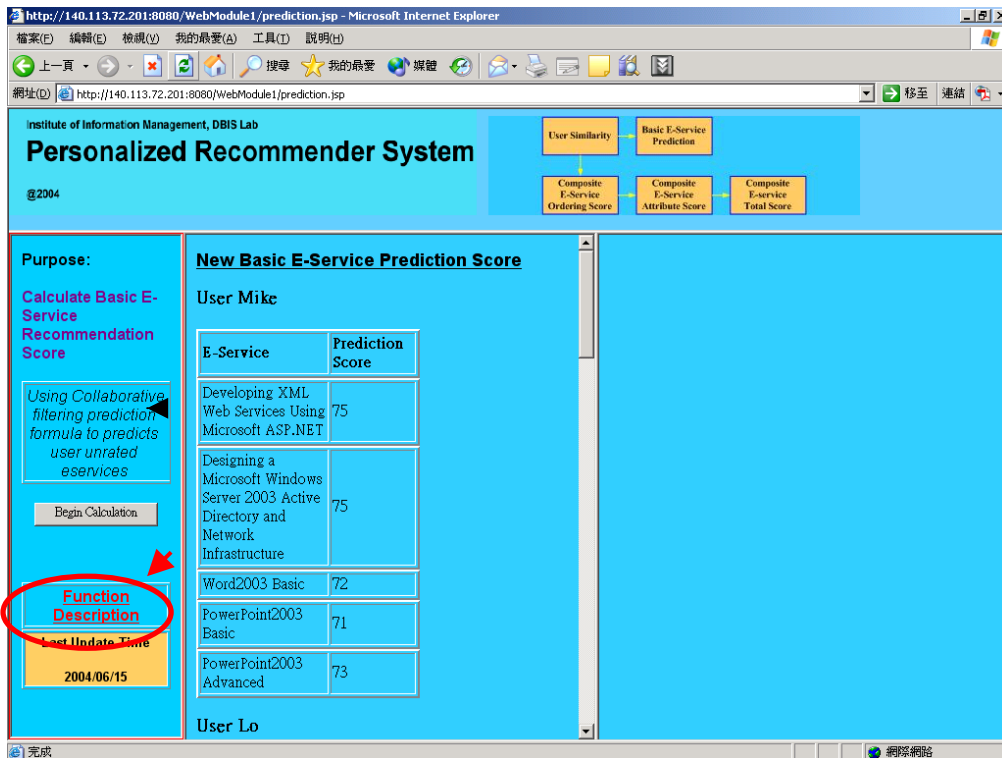 http://140.113.72.201:8080/WebModule1/prediction.jsp - Microsoft Internet Explorer
檔案(F) 編輯(E) 檢視(V) 我的最愛(A) 工具(T) 說明(H)
上一頁 搜尋 我的最愛 媒體
網址(D) http://140.113.72.201:8080/WebModule1/prediction.jsp 移至 連結
Institute of Information Management, DBIS Lab
Personalized Recommender System
@2004
User Similarity
Basic E-Service
Prediction
Composite
E-Service
Ordering Score
Composite
E-Service
Attribute Score
Composite
E-service
Total Score
Purpose:
Calculate Basic E-
Service
Recommendation
Score
Using Collaborative
filtering prediction
formula to predicts
user unrated
eservices
Begin Calculation
Function
Description
Last Update Time
2004/06/15
New Basic E-Service Prediction Score
User Mike
E-Service
Prediction
Score
Developing XML
Web Services Using
Microsoft ASP.NET
75
Designing a
Microsoft Windows
Server 2003 Active
Directory and
Network
Infrastructure
75
Word2003 Basic
72
PowerPoint2003
Basic
71
PowerPoint2003
Advanced
73
User Lo
完成 網際網路